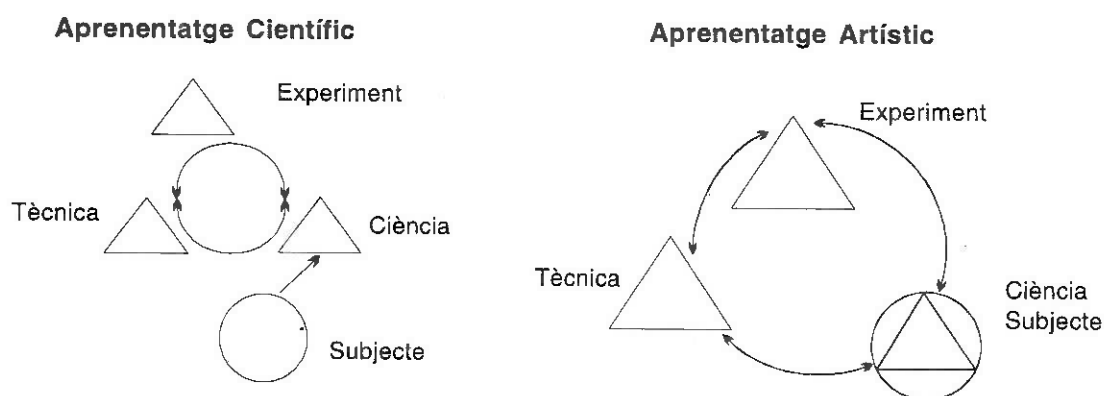 Aprenentatge Científic
Experiment
Tècnica
Ciència
Subjecte
Aprenentatge Artístic
Experiment
Tècnica
Ciència
Subjecte